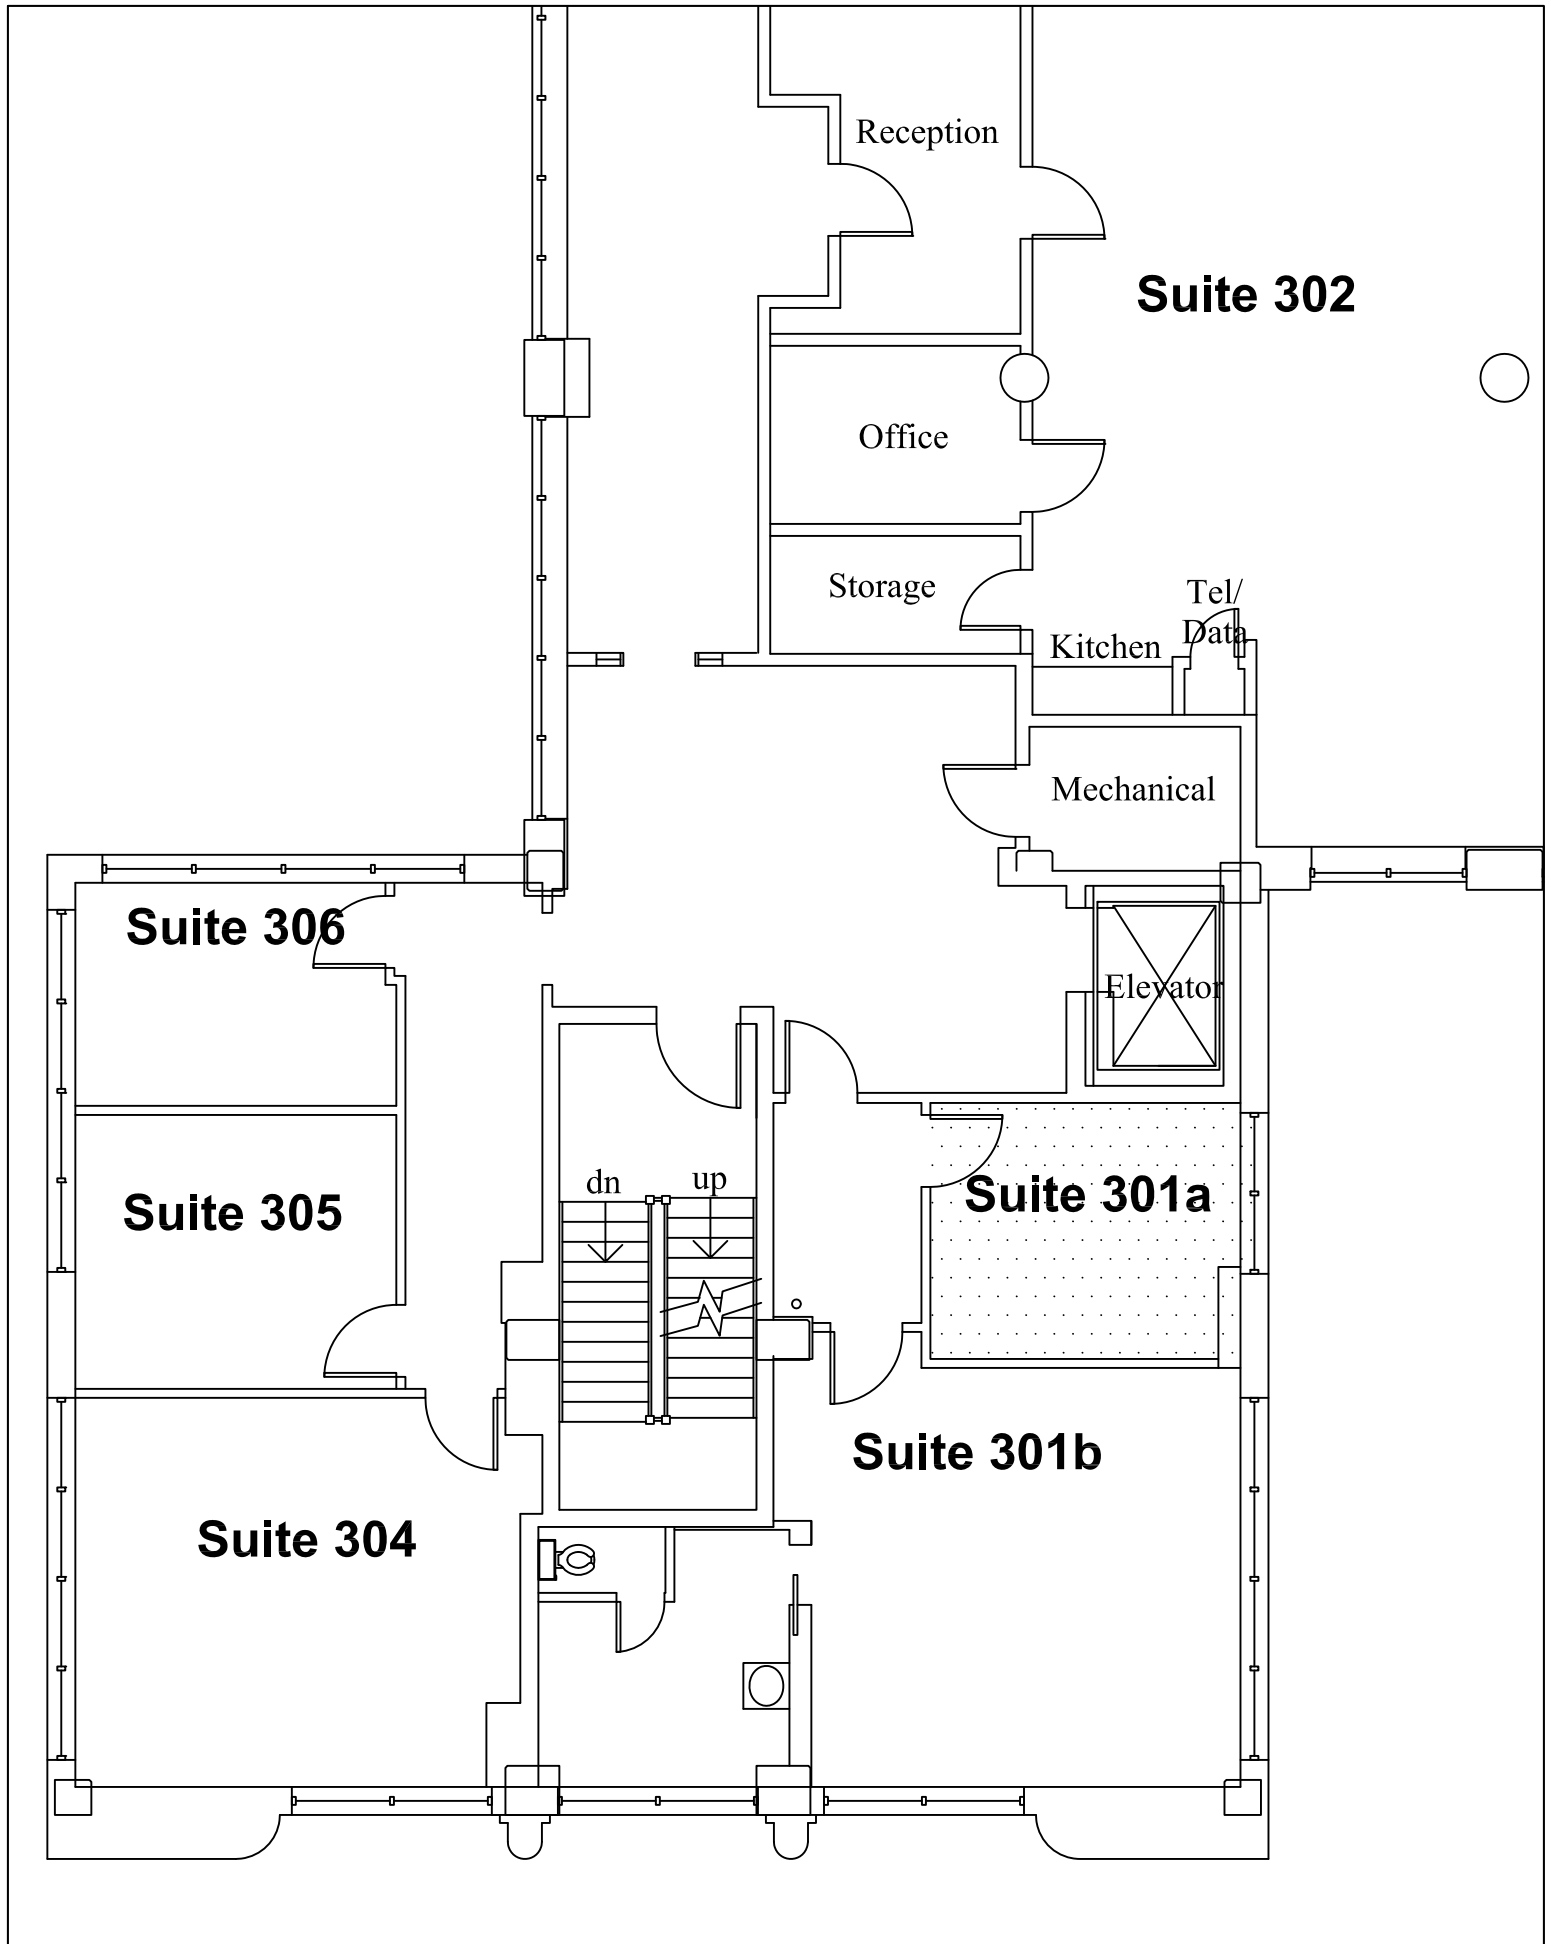 Reception
Suite 302
Office
Storage
Tel/
Data
Kitchen
Mechanical
Suite 306
Elevator
dn
up
Suite 305
Suite 301a
Suite 301b
Suite 304